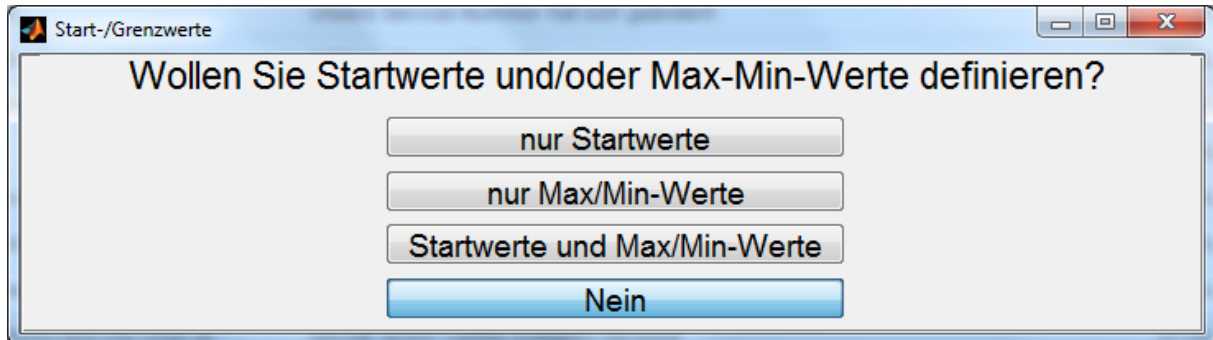 Start-/Grenzwerte
Wollen Sie Startwerte und/oder Max-Min-Werte definieren?
nur Startwerte
nur Max/Min-Werte
Startwerte und Max/Min-Werte
Nein